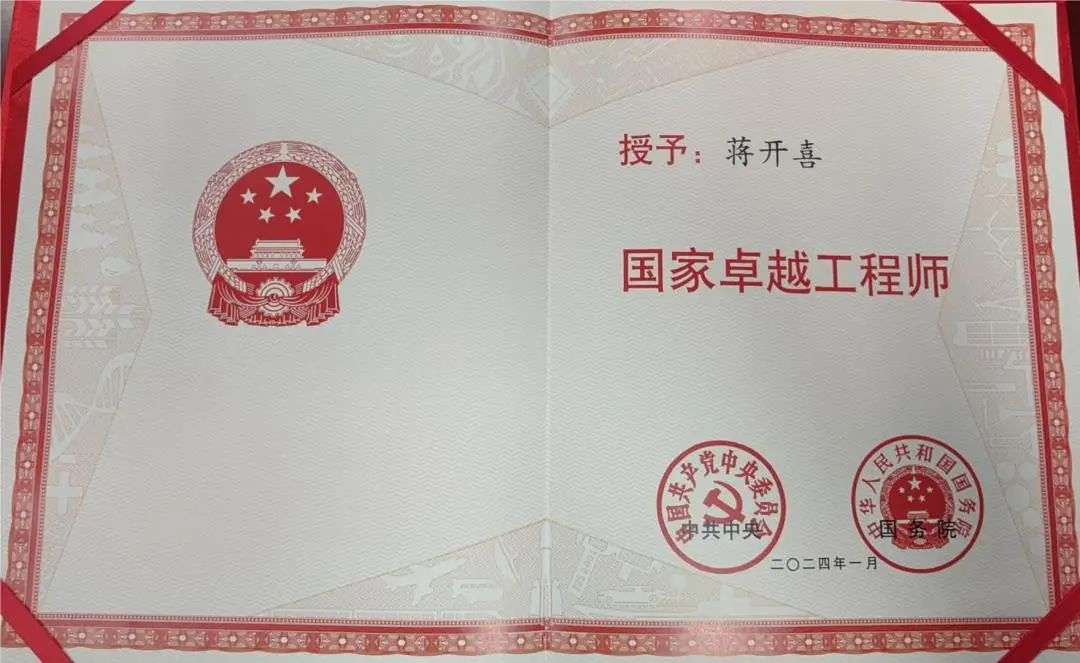 授予：蒋开喜
国家卓越工程师
中国共产党中央委员会
中共中央
中华人民共和国国务院
国务院
二〇二四年一月